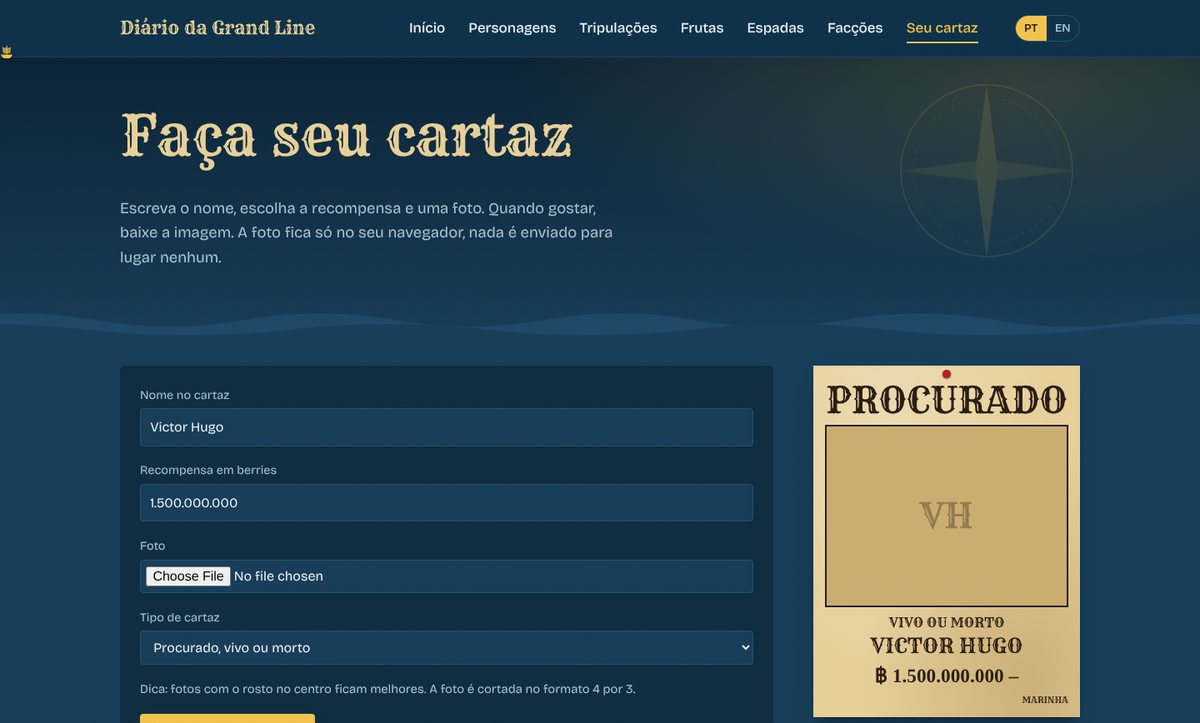 Diário da Grand Line
Início
Personagens
Tripulações
Frutas
Espadas
Facções
Seu cartaz
PT
EN
Faça seu cartaz
Escreva o nome, escolha a recompensa e uma foto. Quando gostar,
baixe a imagem. A foto fica só no seu navegador, nada é enviado para
lugar nenhum.
Nome no cartaz
Victor Hugo
Recompensa em berries
1.500.000.000
Foto
Choose File No file chosen
Tipo de cartaz
Procurado, vivo ou morto
Dica: fotos com o rosto no centro ficam melhores. A foto é cortada no formato 4 por 3.
PROCURADO
VH
VIVO OU MORTO
VICTOR HUGO
฿ 1.500.000.000 –
MARINHA